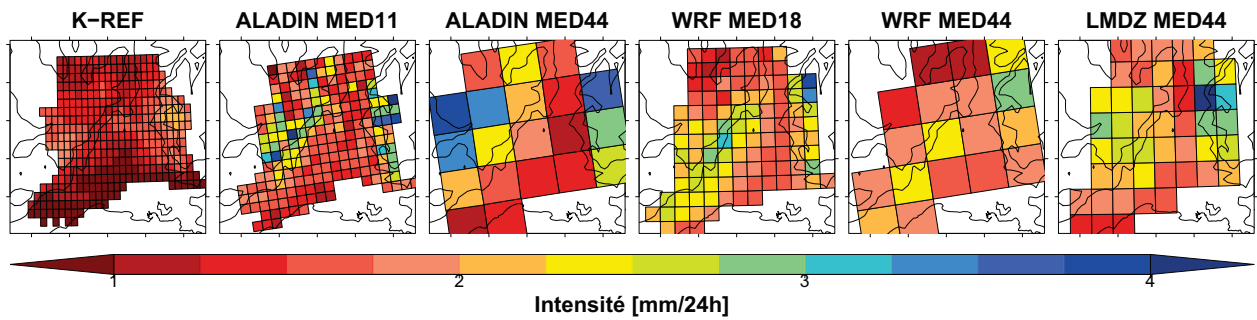 K-REF ALADIN MED11 ALADIN MED44 WRF MED18 WRF MED44 LMDZ MED44
1 2 3 4
Intensité [mm/24h]